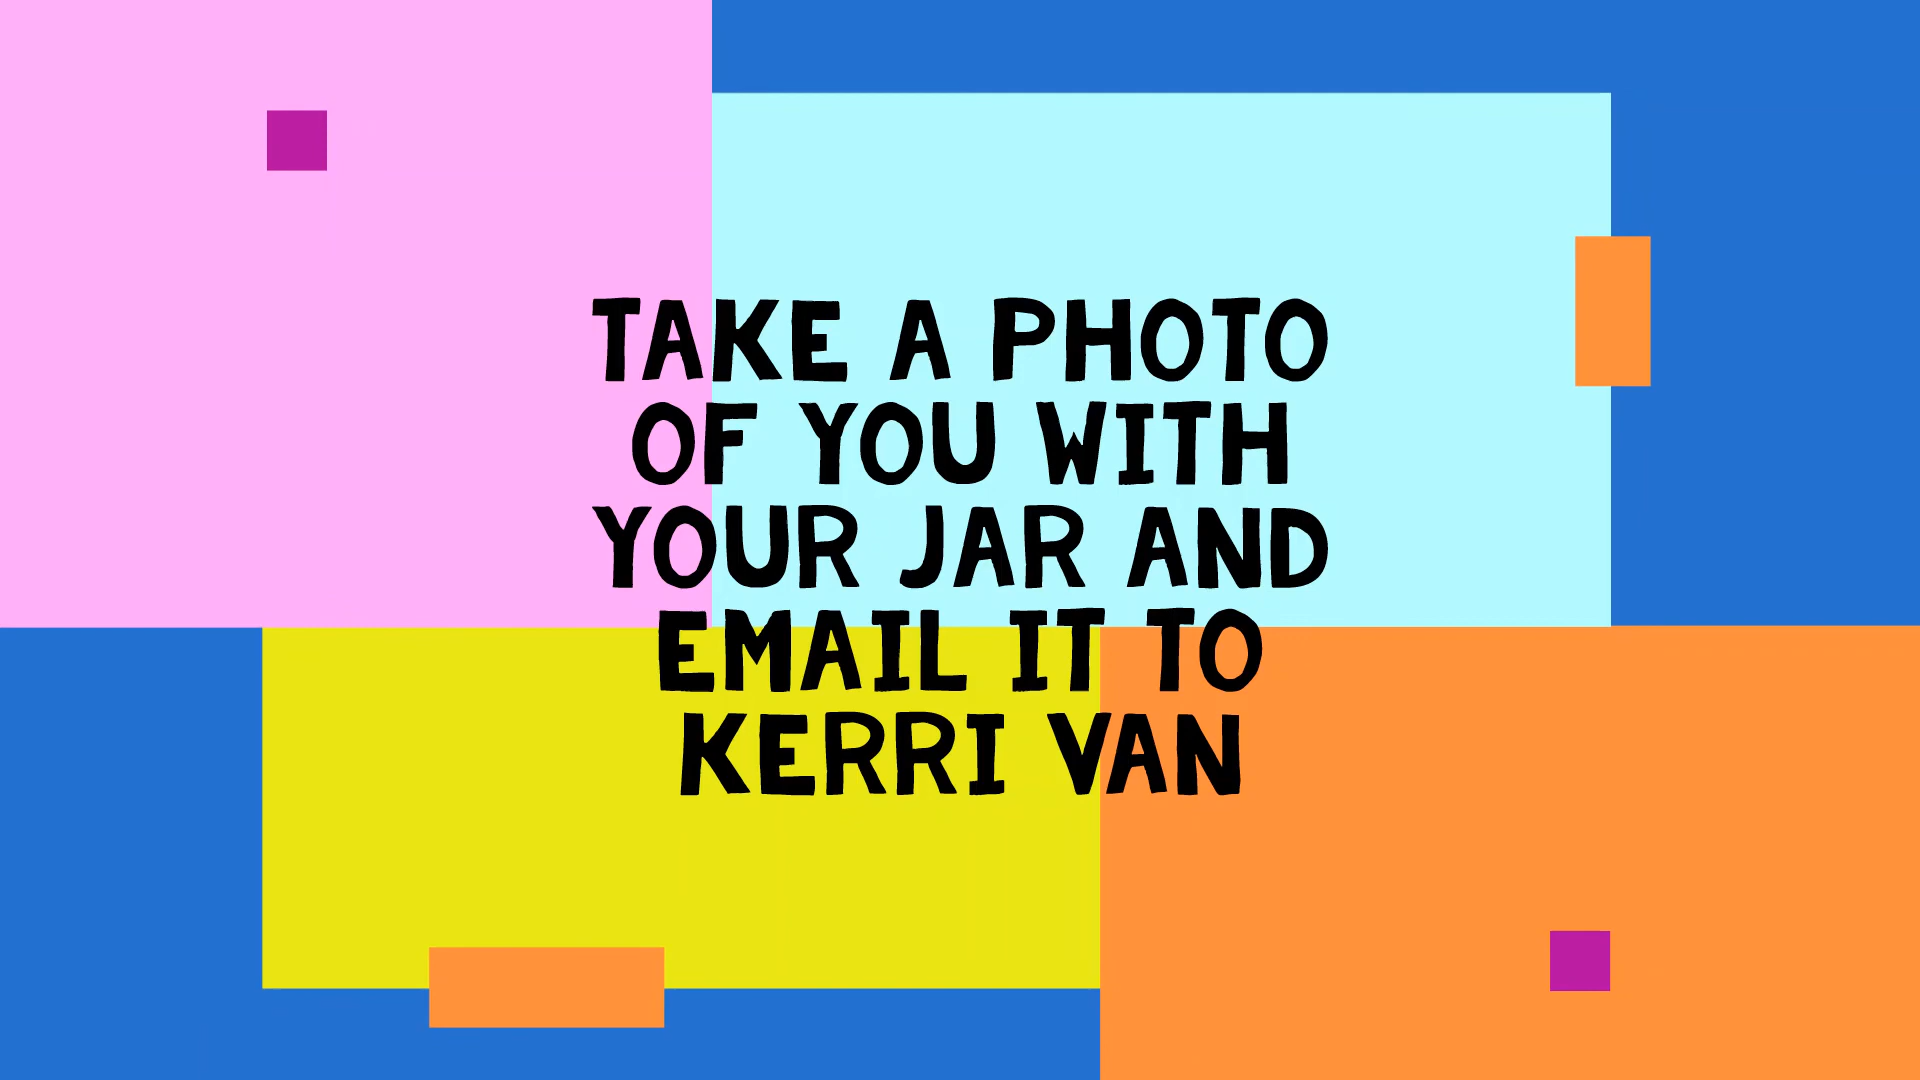 TAKE A PHOTO
OF YOU WITH
YOUR JAR AND
EMAIL IT TO
KERRI VAN